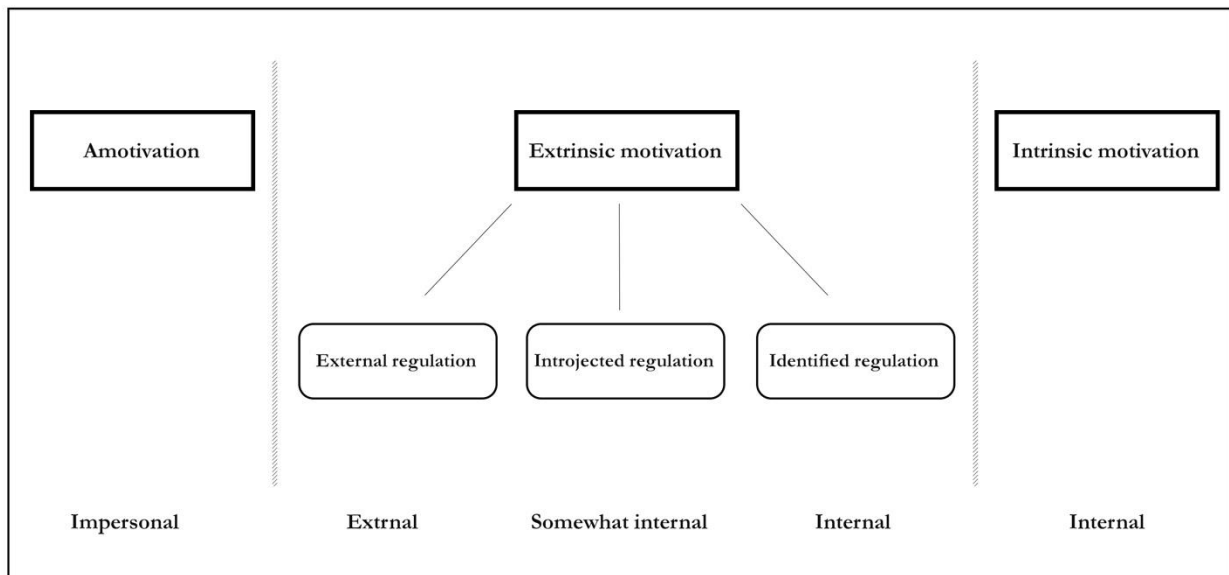 Amotivation
Extrinsic motivation
Intrinsic motivation
External regulation
Introjected regulation
Identified regulation
Impersonal
Extrnal
Somewhat internal
Internal
Internal